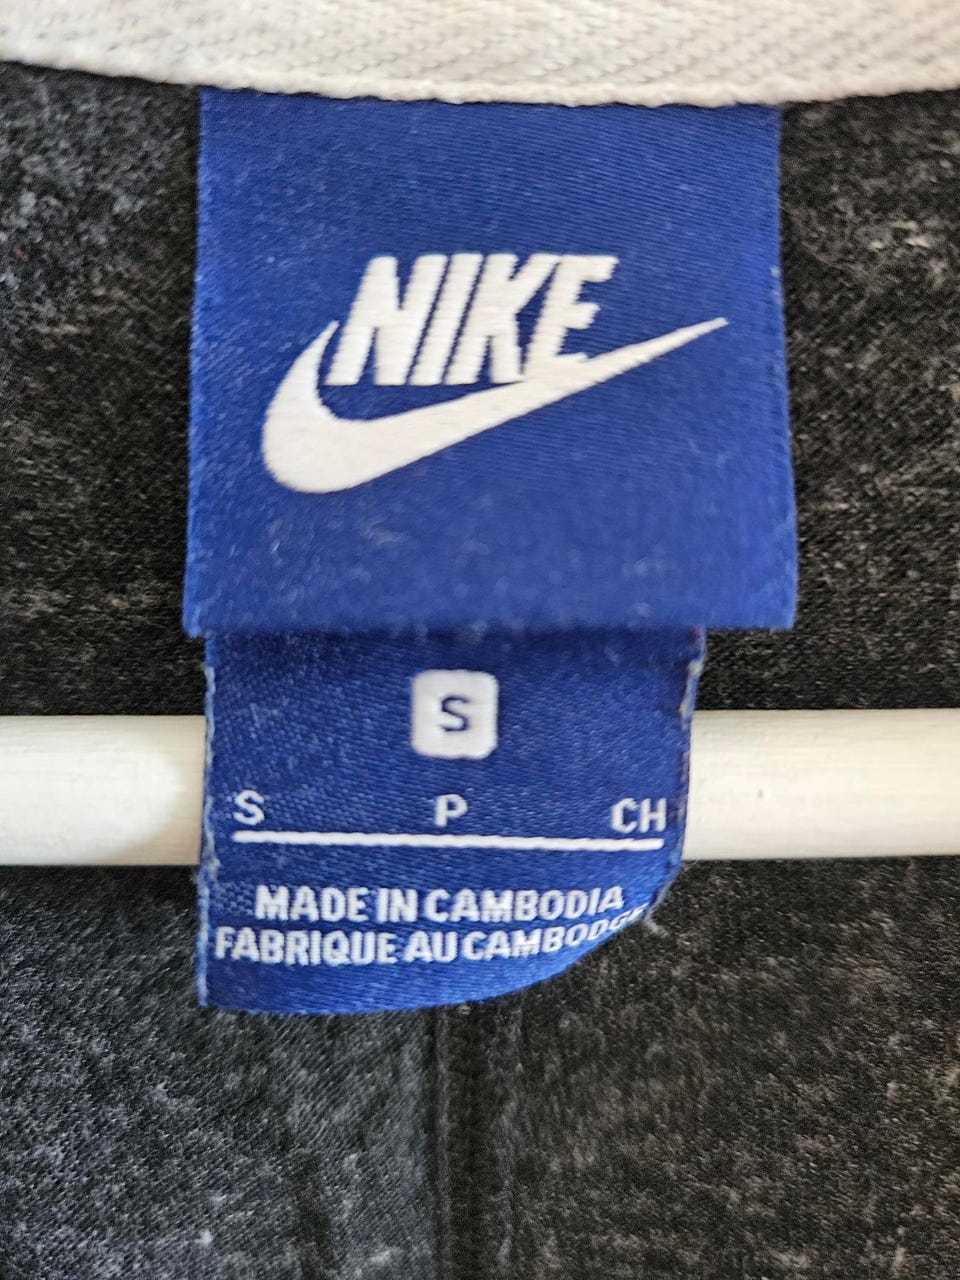 NIKE
S
S P CH
MADE IN CAMBODIA
FABRIQUE AU CAMBODGE